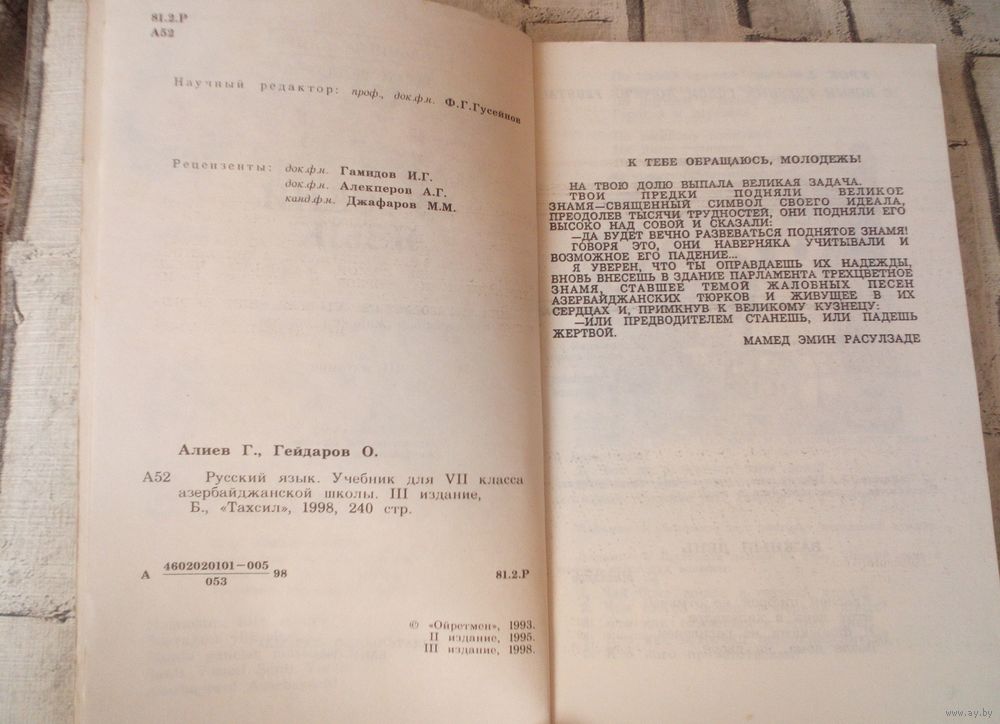 81.2.Р
А52
Научный редактор: проф., док.ф.н. Ф.Г.Гусейнов
Рецензенты: док.ф.н. Гамидов И.Г.
док.ф.н. Алекперов А.Г.
канд.ф.н. Джафаров М.М.
Алиев Г., Гейдаров О.
А52 Русский язык. Учебник для VII класса
азербайджанской школы. III издание,
Б., «Тахсил», 1998, 240 стр.
А 4602020101—005
053
98
81.2.Р
© «Ойретмен», 1993.
II издание, 1995.
III издание, 1998.
К ТЕБЕ ОБРАЩАЮСЬ, МОЛОДЕЖЬ!
НА ТВОЮ ДОЛЮ ВЫПАЛА ВЕЛИКАЯ ЗАДАЧА.
ТВОИ ПРЕДКИ ПОДНЯЛИ ВЕЛИКОЕ
ЗНАМЯ—СВЯЩЕННЫЙ СИМВОЛ СВОЕГО ИДЕАЛА,
ПРЕОДОЛЕВ ТЫСЯЧИ ТРУДНОСТЕЙ, ОНИ ПОДНЯЛИ ЕГО
ВЫСОКО НАД СОБОЙ И СКАЗАЛИ:
—ДА БУДЕТ ВЕЧНО РАЗВЕВАТЬСЯ ПОДНЯТОЕ ЗНАМЯ!
ГОВОРЯ ЭТО, ОНИ НАВЕРНЯКА УЧИТЫВАЛИ И
ВОЗМОЖНОЕ ЕГО ПАДЕНИЕ...
Я УВЕРЕН, ЧТО ТЫ ОПРАВДАЕШЬ ИХ НАДЕЖДЫ,
ВНОВЬ ВНЕСЕШЬ В ЗДАНИЕ ПАРЛАМЕНТА ТРЕХЦВЕТНОЕ
ЗНАМЯ, СТАВШЕЕ ТЕМОЙ ЖАЛОБНЫХ ПЕСЕН
АЗЕРБАЙДЖАНСКИХ ТЮРКОВ И ЖИВУЩЕЕ В ИХ
СЕРДЦАХ И, ПРИМКНУВ К ВЕЛИКОМУ КУЗНЕЦУ:
—ИЛИ ПРЕДВОДИТЕЛЕМ СТАНЕШЬ, ИЛИ ПАДЕШЬ
ЖЕРТВОЙ.
МАМЕД ЭМИН РАСУЛЗАДЕ
www.ay.by